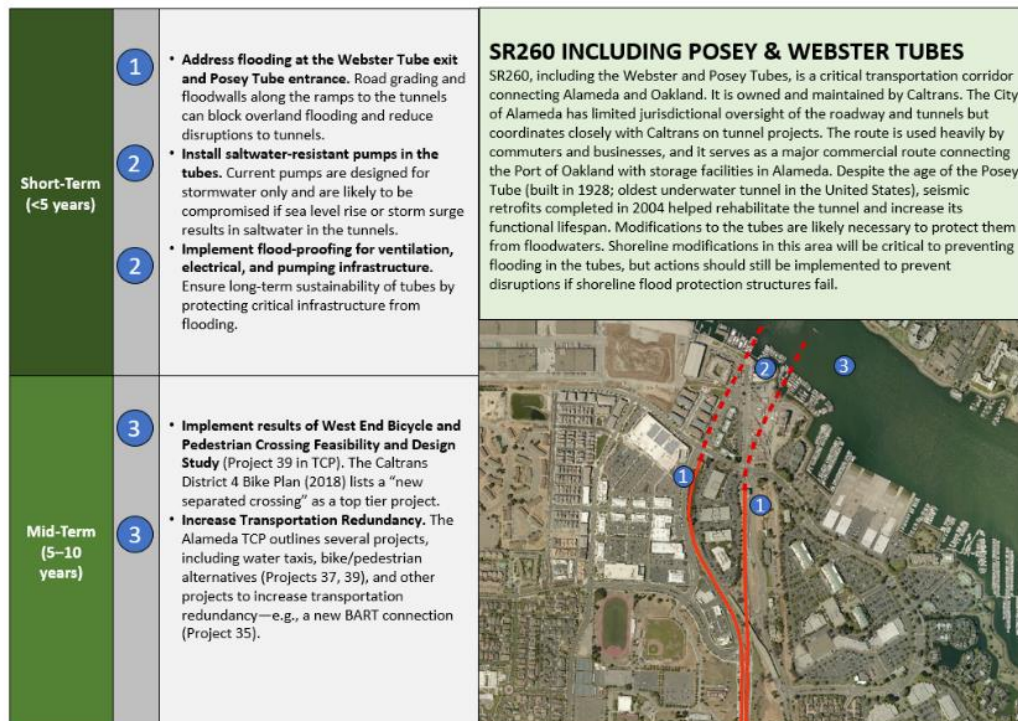 Short-Term
(<5 years)
1
• Address flooding at the Webster Tube exit
and Posey Tube entrance. Road grading and
floodwalls along the ramps to the tunnels
can block overland flooding and reduce
disruptions to tunnels.
2
• Install saltwater-resistant pumps in the
tubes. Current pumps are designed for
stormwater only and are likely to be
compromised if sea level rise or storm surge
results in saltwater in the tunnels.
2
• Implement flood-proofing for ventilation,
electrical, and pumping infrastructure.
Ensure long-term sustainability of tubes by
protecting critical infrastructure from
flooding.
Mid-Term
(5–10
years)
3
• Implement results of West End Bicycle and
Pedestrian Crossing Feasibility and Design
Study (Project 39 in TCP). The Caltrans
District 4 Bike Plan (2018) lists a “new
separated crossing” as a top tier project.
3
• Increase Transportation Redundancy. The
Alameda TCP outlines several projects,
including water taxis, bike/pedestrian
alternatives (Projects 37, 39), and other
projects to increase transportation
redundancy—e.g., a new BART connection
(Project 35).
SR260 INCLUDING POSEY & WEBSTER TUBES
SR260, including the Webster and Posey Tubes, is a critical transportation corridor
connecting Alameda and Oakland. It is owned and maintained by Caltrans. The City
of Alameda has limited jurisdictional oversight of the roadway and tunnels but
coordinates closely with Caltrans on tunnel projects. The route is used heavily by
commuters and businesses, and it serves as a major commercial route connecting
the Port of Oakland with storage facilities in Alameda. Despite the age of the Posey
Tube (built in 1928; oldest underwater tunnel in the United States), seismic
retrofits completed in 2004 helped rehabilitate the tunnel and increase its
functional lifespan. Modifications to the tubes are likely necessary to protect them
from floodwaters. Shoreline modifications in this area will be critical to preventing
flooding in the tubes, but actions should still be implemented to prevent
disruptions if shoreline flood protection structures fail.
2
3
1
1